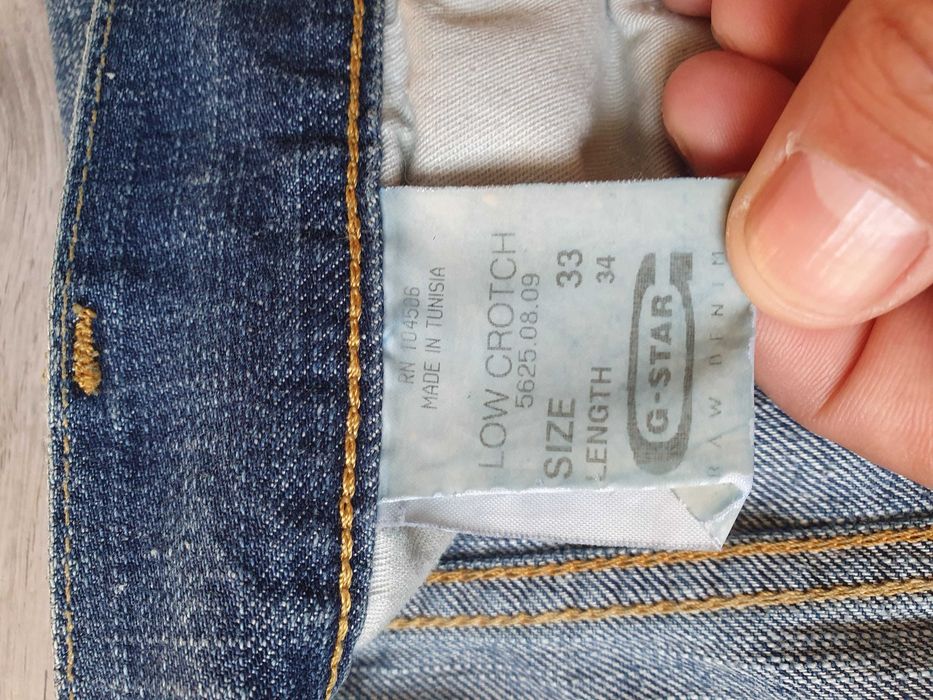 RN 104506
MADE IN TUNISIA
LOW CROTCH
5625.08.09
SIZE 33
LENGTH 34
G-STAR
RAW DENIM